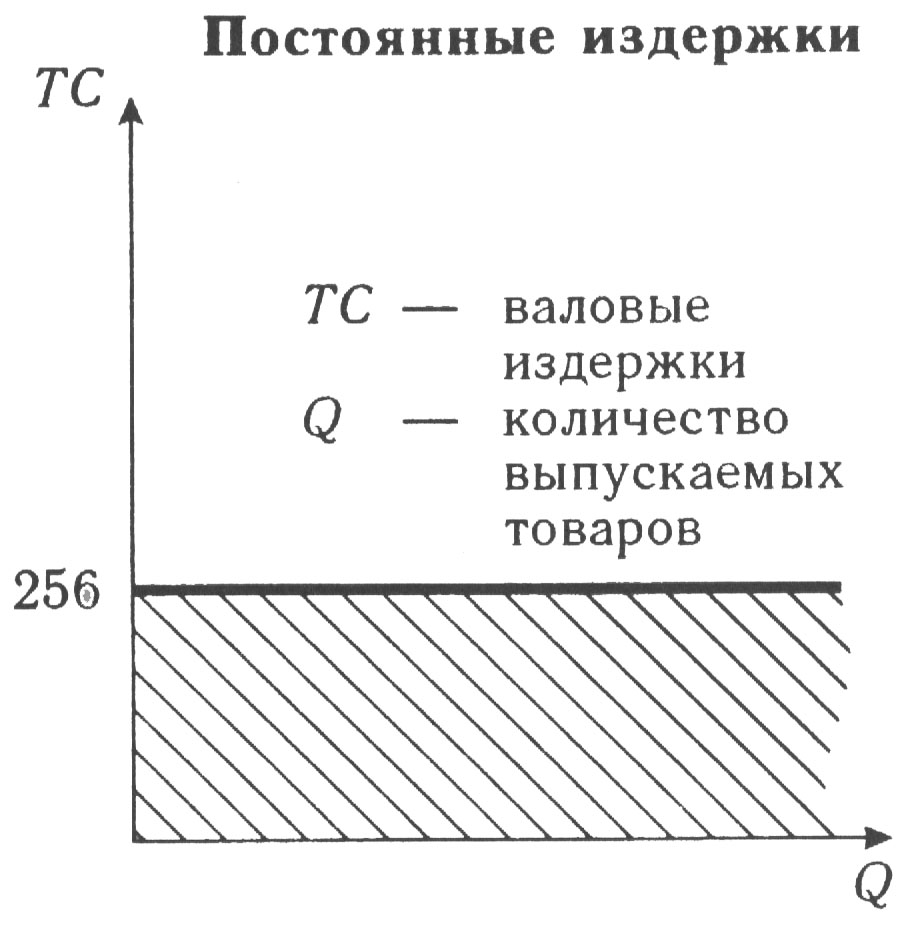 Постоянные издержки
TC
TC — валовые
издержки
Q — количество
выпускаемых
товаров
256
Q